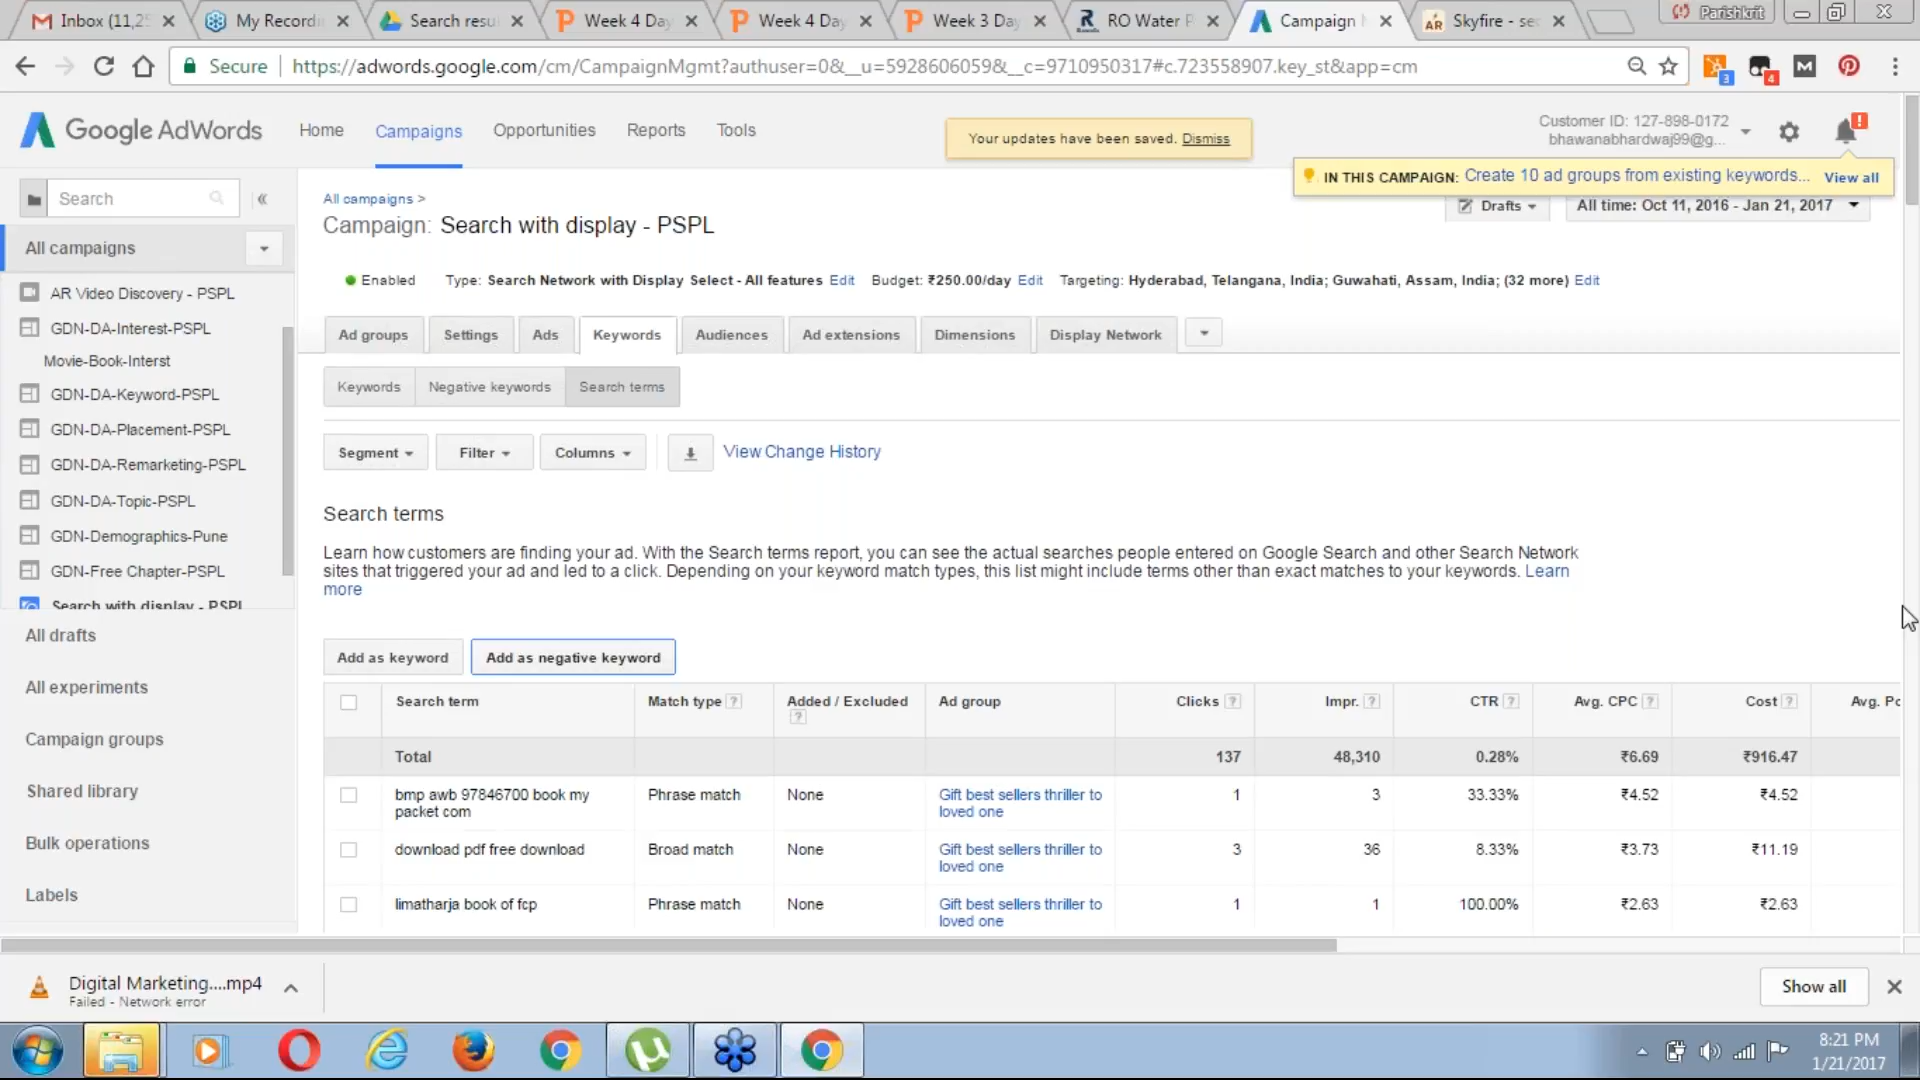 Inbox (11,25
My Recordi
Search resu
Week 4 Day
Week 4 Day
Week 3 Day
RO Water P
Campaign M
Skyfire - sec
Parishkrit
Secure
https://adwords.google.com/cm/CampaignMgmt?authuser=0&__u=5928606059&__c=9710950317#c.723558907.key_st&app=cm
3
4
Google AdWords
Home
Campaigns
Opportunities
Reports
Tools
Your updates have been saved. Dismiss
Customer ID: 127-898-0172
bhawanabhardwaj99@g...
IN THIS CAMPAIGN: Create 10 ad groups from existing keywords... View all
Search
All campaigns >
Campaign: Search with display - PSPL
Drafts
All time: Oct 11, 2016 - Jan 21, 2017
All campaigns
AR Video Discovery - PSPL
GDN-DA-Interest-PSPL
Movie-Book-Interst
GDN-DA-Keyword-PSPL
GDN-DA-Placement-PSPL
GDN-DA-Remarketing-PSPL
GDN-DA-Topic-PSPL
GDN-Demographics-Pune
GDN-Free Chapter-PSPL
Search with display - PSPL
All drafts
All experiments
Campaign groups
Shared library
Bulk operations
Labels
Enabled
Type: Search Network with Display Select - All features Edit
Budget: ₹250.00/day Edit
Targeting: Hyderabad, Telangana, India; Guwahati, Assam, India; (32 more) Edit
Ad groups
Settings
Ads
Keywords
Audiences
Ad extensions
Dimensions
Display Network
Keywords
Negative keywords
Search terms
Segment
Filter
Columns
View Change History
Search terms
Learn how customers are finding your ad. With the Search terms report, you can see the actual searches people entered on Google Search and other Search Network
sites that triggered your ad and led to a click. Depending on your keyword match types, this list might include terms other than exact matches to your keywords. Learn
more
Add as keyword
Add as negative keyword
Search term
Match type ?
Added / Excluded ?
Ad group
Clicks ?
Impr. ?
CTR ?
Avg. CPC ?
Cost ?
Avg. Po
Total
137
48,310
0.28%
₹6.69
₹916.47
bmp awb 97846700 book my
packet com
Phrase match
None
Gift best sellers thriller to
loved one
1
3
33.33%
₹4.52
₹4.52
download pdf free download
Broad match
None
Gift best sellers thriller to
loved one
3
36
8.33%
₹3.73
₹11.19
limatharja book of fcp
Phrase match
None
Gift best sellers thriller to
loved one
1
1
100.00%
₹2.63
₹2.63
Digital Marketing....mp4
Failed - Network error
Show all
8:21 PM
1/21/2017